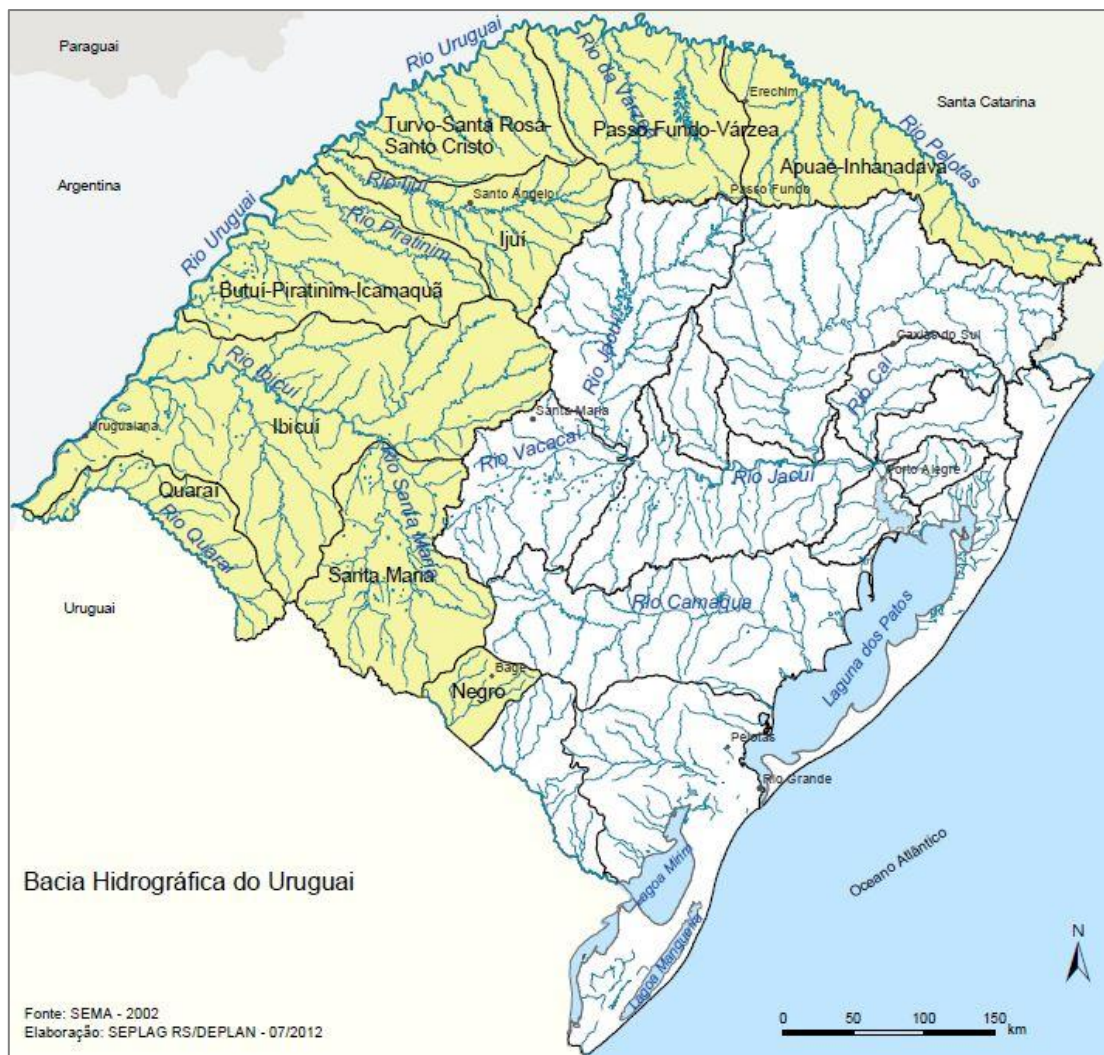 Paraguai
Rio Uruguai
Rio da Várzea
Erechim
Santa Catarina
Turvo-Santa Rosa-
Santo Cristo
Passo Fundo-Várzea
Rio Pelotas
Apuaê-Inhandava
Argentina
Rio Ijuí
Santo Ângelo
Passo Fundo
Rio Uruguai
Rio Piratinim
Ijuí
Butuí-Piratinim-Icamaquã
Rio Jacuí
Caxias do Sul
Rio Ibicuí
Rio Caí
Santa Maria
Uruguaiana
Ibicuí
Rio Vacacaí
Porto Alegre
Quaraí
Rio Santa Maria
Rio Jacuí
Rio Quaraí
Santa Maria
Uruguai
Rio Camaquã
Laguna dos Patos
Bagé
Negro
Pelotas
Rio Grande
Oceano Atlântico
Bacia Hidrográfica do Uruguai
Lagoa Mirim
Lagoa Mangueira
N
Fonte: SEMA - 2002
Elaboração: SEPLAG RS/DEPLAN - 07/2012
0 50 100 150
km